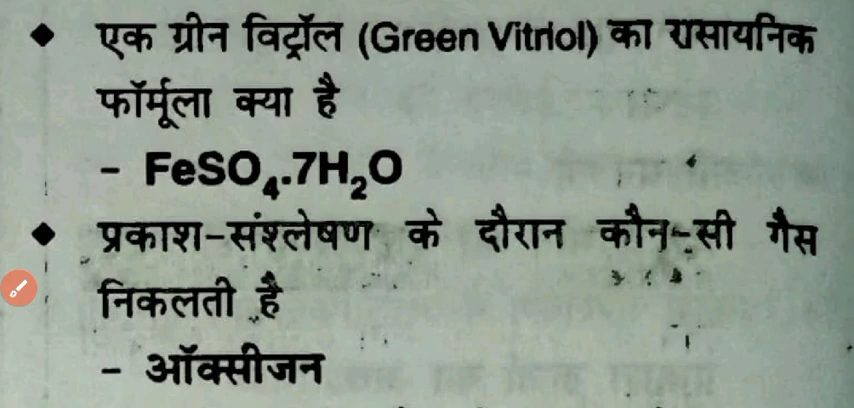 ◆ एक ग्रीन विट्रॉल (Green Vitriol) का रासायनिक
फॉर्मूला क्या है
- FeSO₄.7H₂O
◆ प्रकाश-संश्लेषण के दौरान कौन-सी गैस
निकलती है
- ऑक्सीजन